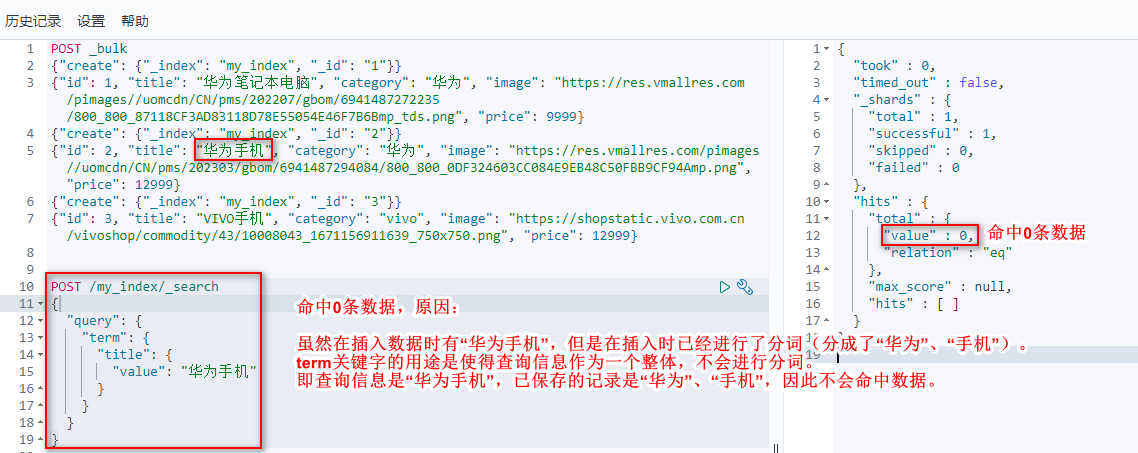 历史记录 设置 帮助
1 POST _bulk
2 {"create": {"_index": "my_index", "_id": "1"}}
3 {"id": 1, "title": "华为笔记本电脑", "category": "华为", "image": "https://res.vmallres.com
/pimages//uomcdn/CN/pms/202207/gbom/6941487272235
/800_800_87118CF3AD83118D78E55054E46F7B6Bmp_tds.png", "price": 9999}
4 {"create": {"_index": "my_index", "_id": "2"}}
5 {"id": 2, "title": "华为手机", "category": "华为", "image": "https://res.vmallres.com/pimages
//uomcdn/CN/pms/202303/gbom/6941487294084/800_800_0DF324603CC084E9EB48C50FBB9CF94Amp.png",
"price": 12999}
6 {"create": {"_index": "my_index", "_id": "3"}}
7 {"id": 3, "title": "VIVO手机", "category": "vivo", "image": "https://shopstatic.vivo.com.cn
/vivoshop/commodity/43/10008043_1671156911639_750x750.png", "price": 12999}
8
9
10 POST /my_index/_search
11 {
12 "query": {
13 "term": {
14 "title": {
15 "value": "华为手机"
16 }
17 }
18 }
19 }
命中0条数据，原因：
虽然在插入数据时有“华为手机”，但是在插入时已经进行了分词（分成了“华为”、“手机”）。
term关键字的用途是使得查询信息作为一个整体，不会进行分词。
即查询信息是“华为手机”，已保存的记录是“华为”、“手机”，因此不会命中数据。
1 {
2 "took" : 0,
3 "timed_out" : false,
4 "_shards" : {
5 "total" : 1,
6 "successful" : 1,
7 "skipped" : 0,
8 "failed" : 0
9 },
10 "hits" : {
11 "total" : {
12 "value" : 0, 命中0条数据
13 "relation" : "eq"
14 },
15 "max_score" : null,
16 "hits" : [ ]
17 }
18 }
19